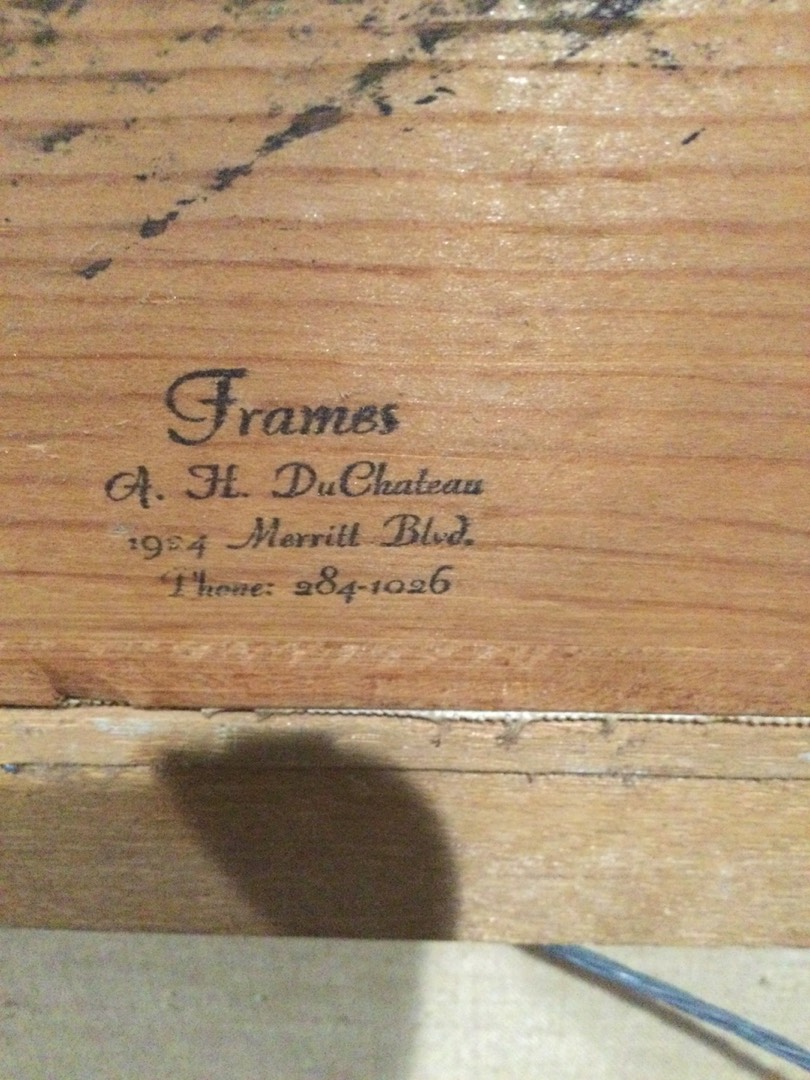 Frames
A. H. DuChateau
Merritt Blvd.
Phone: 284-1026